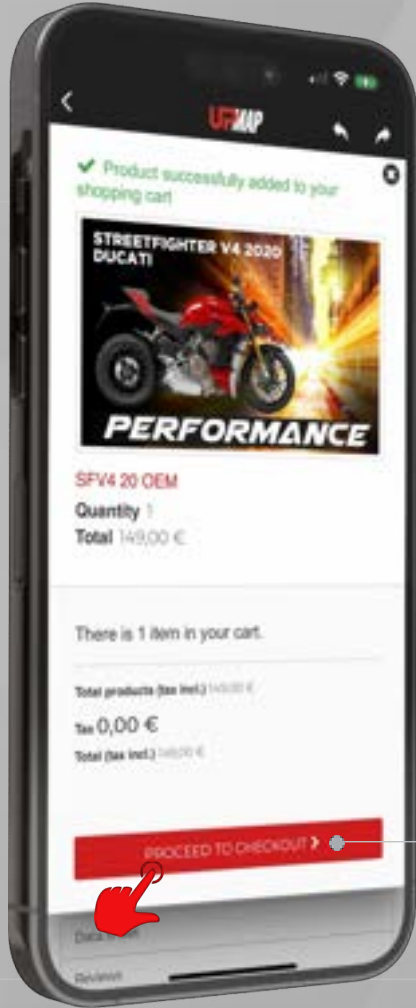 UPMAP
Product successfully added to your
shopping cart
STREETFIGHTER V4 2020
DUCATI
PERFORMANCE
SFV4 20 OEM
Quantity 1
Total 149,00 €
There is 1 item in your cart.
Total products (tax incl.) 149,00 €
Tax 0,00 €
Total (tax incl.) 149,00 €
PROCEED TO CHECKOUT
Reviews